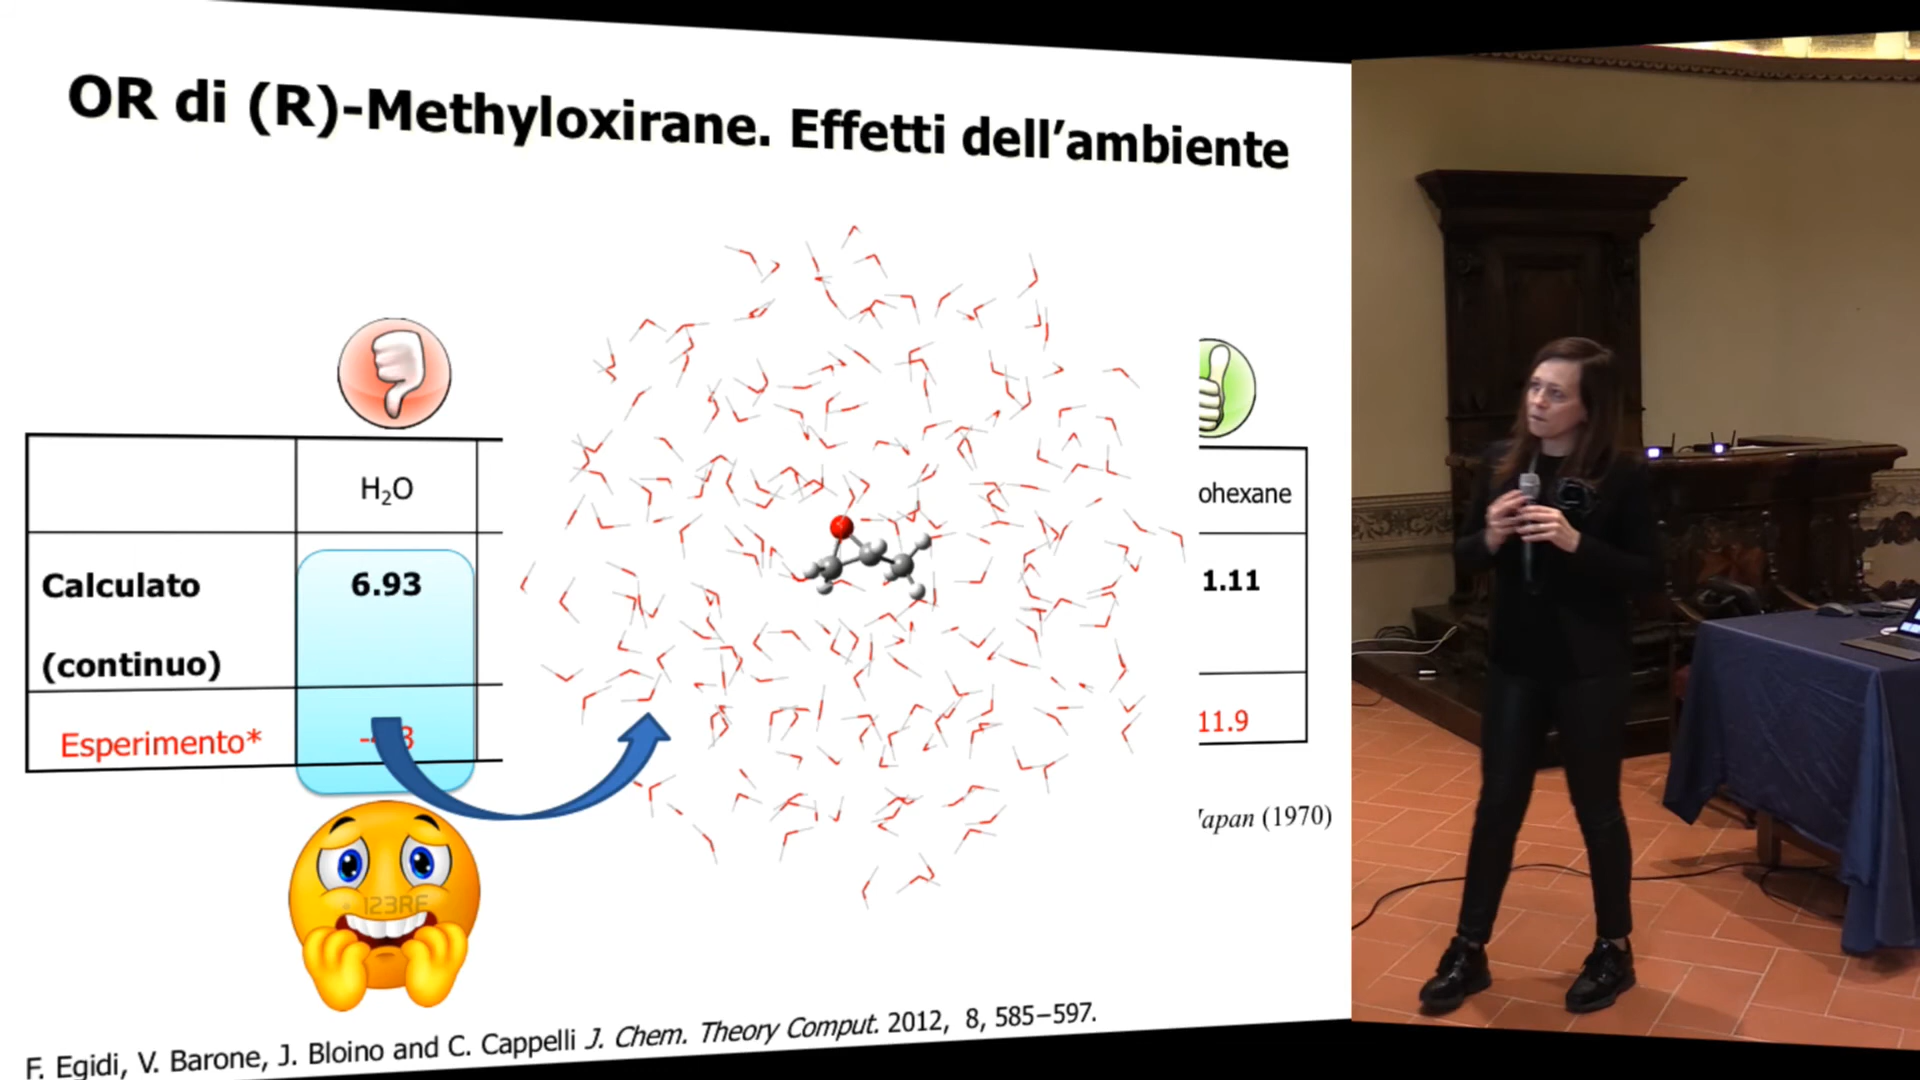 OR di (R)-Methyloxirane. Effetti dell'ambiente
H₂O
ohexane
Calculato
6.93
1.11
(continuo)
Esperimento*
11.9
apan (1970)
123RF
F. Egidi, V. Barone, J. Bloino and C. Cappelli J. Chem. Theory Comput. 2012, 8, 585–597.